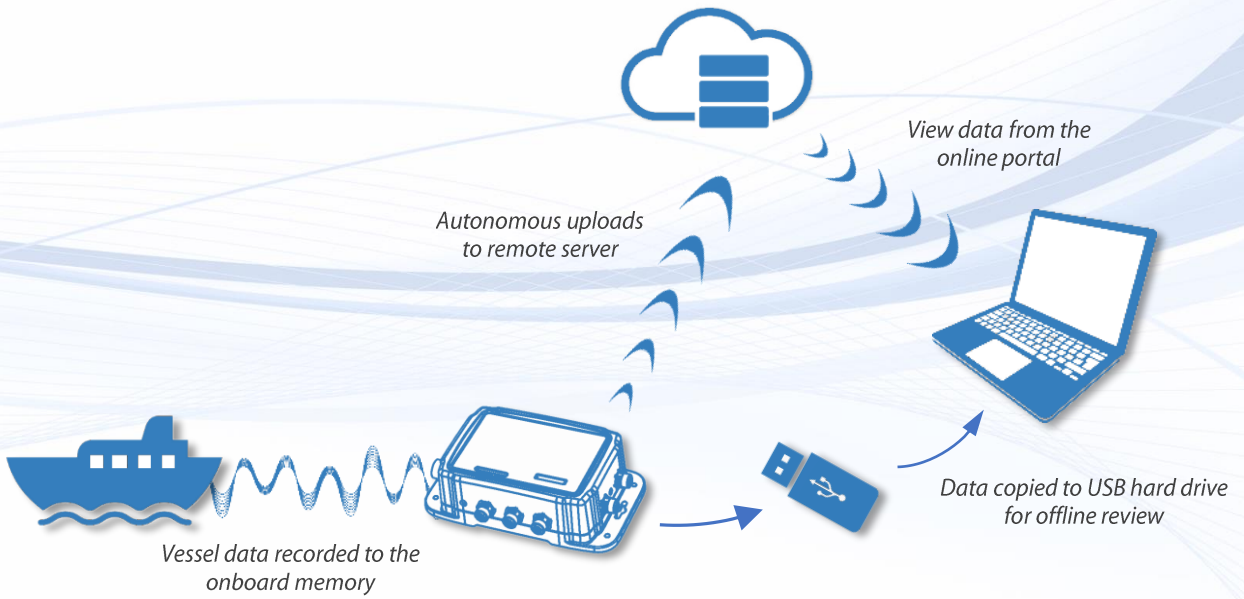 View data from the
online portal
Autonomous uploads
to remote server
Data copied to USB hard drive
for offline review
Vessel data recorded to the
onboard memory